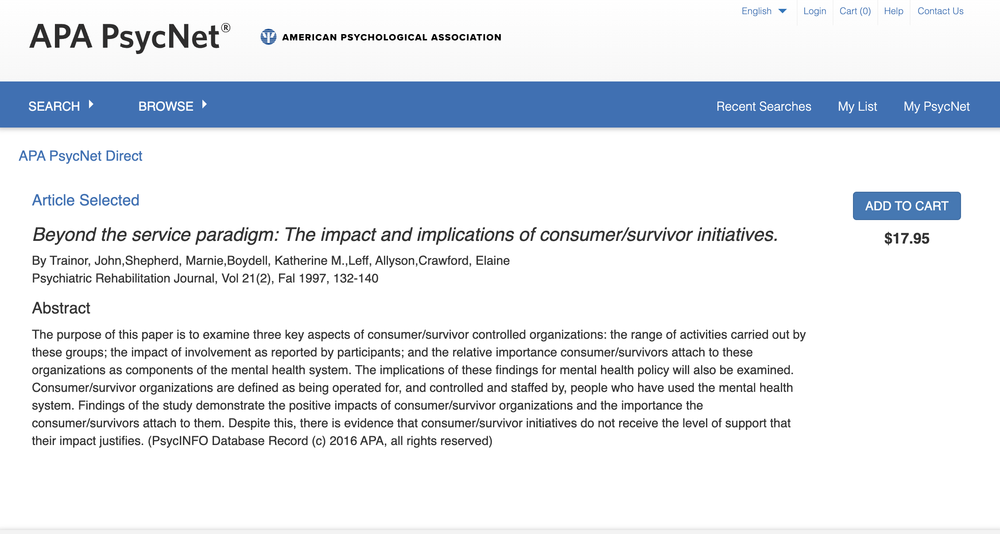 English
Login
Cart (0)
Help
Contact Us
APA PsycNet®
AMERICAN PSYCHOLOGICAL ASSOCIATION
SEARCH
BROWSE
Recent Searches
My List
My PsycNet
APA PsycNet Direct
Article Selected
ADD TO CART
$17.95
Beyond the service paradigm: The impact and implications of consumer/survivor initiatives.
By Trainor, John,Shepherd, Marnie,Boydell, Katherine M.,Leff, Allyson,Crawford, Elaine
Psychiatric Rehabilitation Journal, Vol 21(2), Fal 1997, 132-140
Abstract
The purpose of this paper is to examine three key aspects of consumer/survivor controlled organizations: the range of activities carried out by
these groups; the impact of involvement as reported by participants; and the relative importance consumer/survivors attach to these
organizations as components of the mental health system. The implications of these findings for mental health policy will also be examined.
Consumer/survivor organizations are defined as being operated for, and controlled and staffed by, people who have used the mental health
system. Findings of the study demonstrate the positive impacts of consumer/survivor organizations and the importance the
consumer/survivors attach to them. Despite this, there is evidence that consumer/survivor initiatives do not receive the level of support that
their impact justifies. (PsycINFO Database Record (c) 2016 APA, all rights reserved)